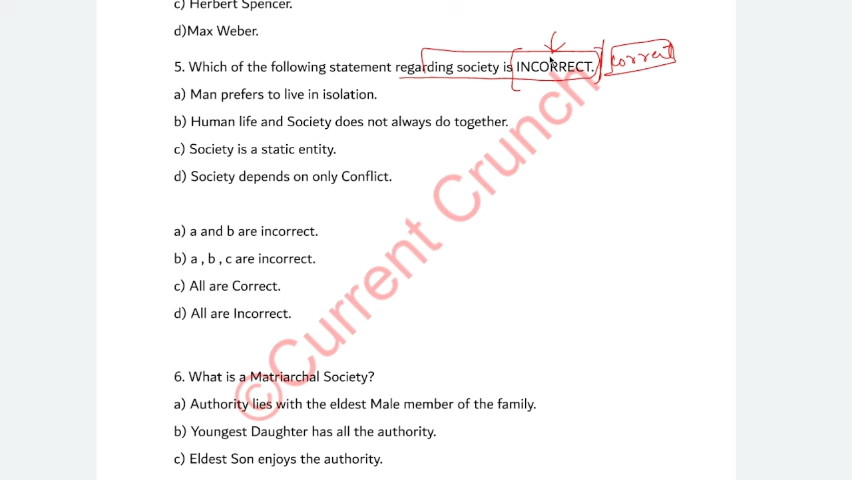 c) Herbert Spencer.
d)Max Weber.
5. Which of the following statement regarding society is INCORRECT. correct
a) Man prefers to live in isolation.
b) Human life and Society does not always do together.
c) Society is a static entity.
d) Society depends on only Conflict.
a) a and b are incorrect.
b) a , b , c are incorrect.
c) All are Correct.
d) All are Incorrect.
©Current Crunch
6. What is a Matriarchal Society?
a) Authority lies with the eldest Male member of the family.
b) Youngest Daughter has all the authority.
c) Eldest Son enjoys the authority.